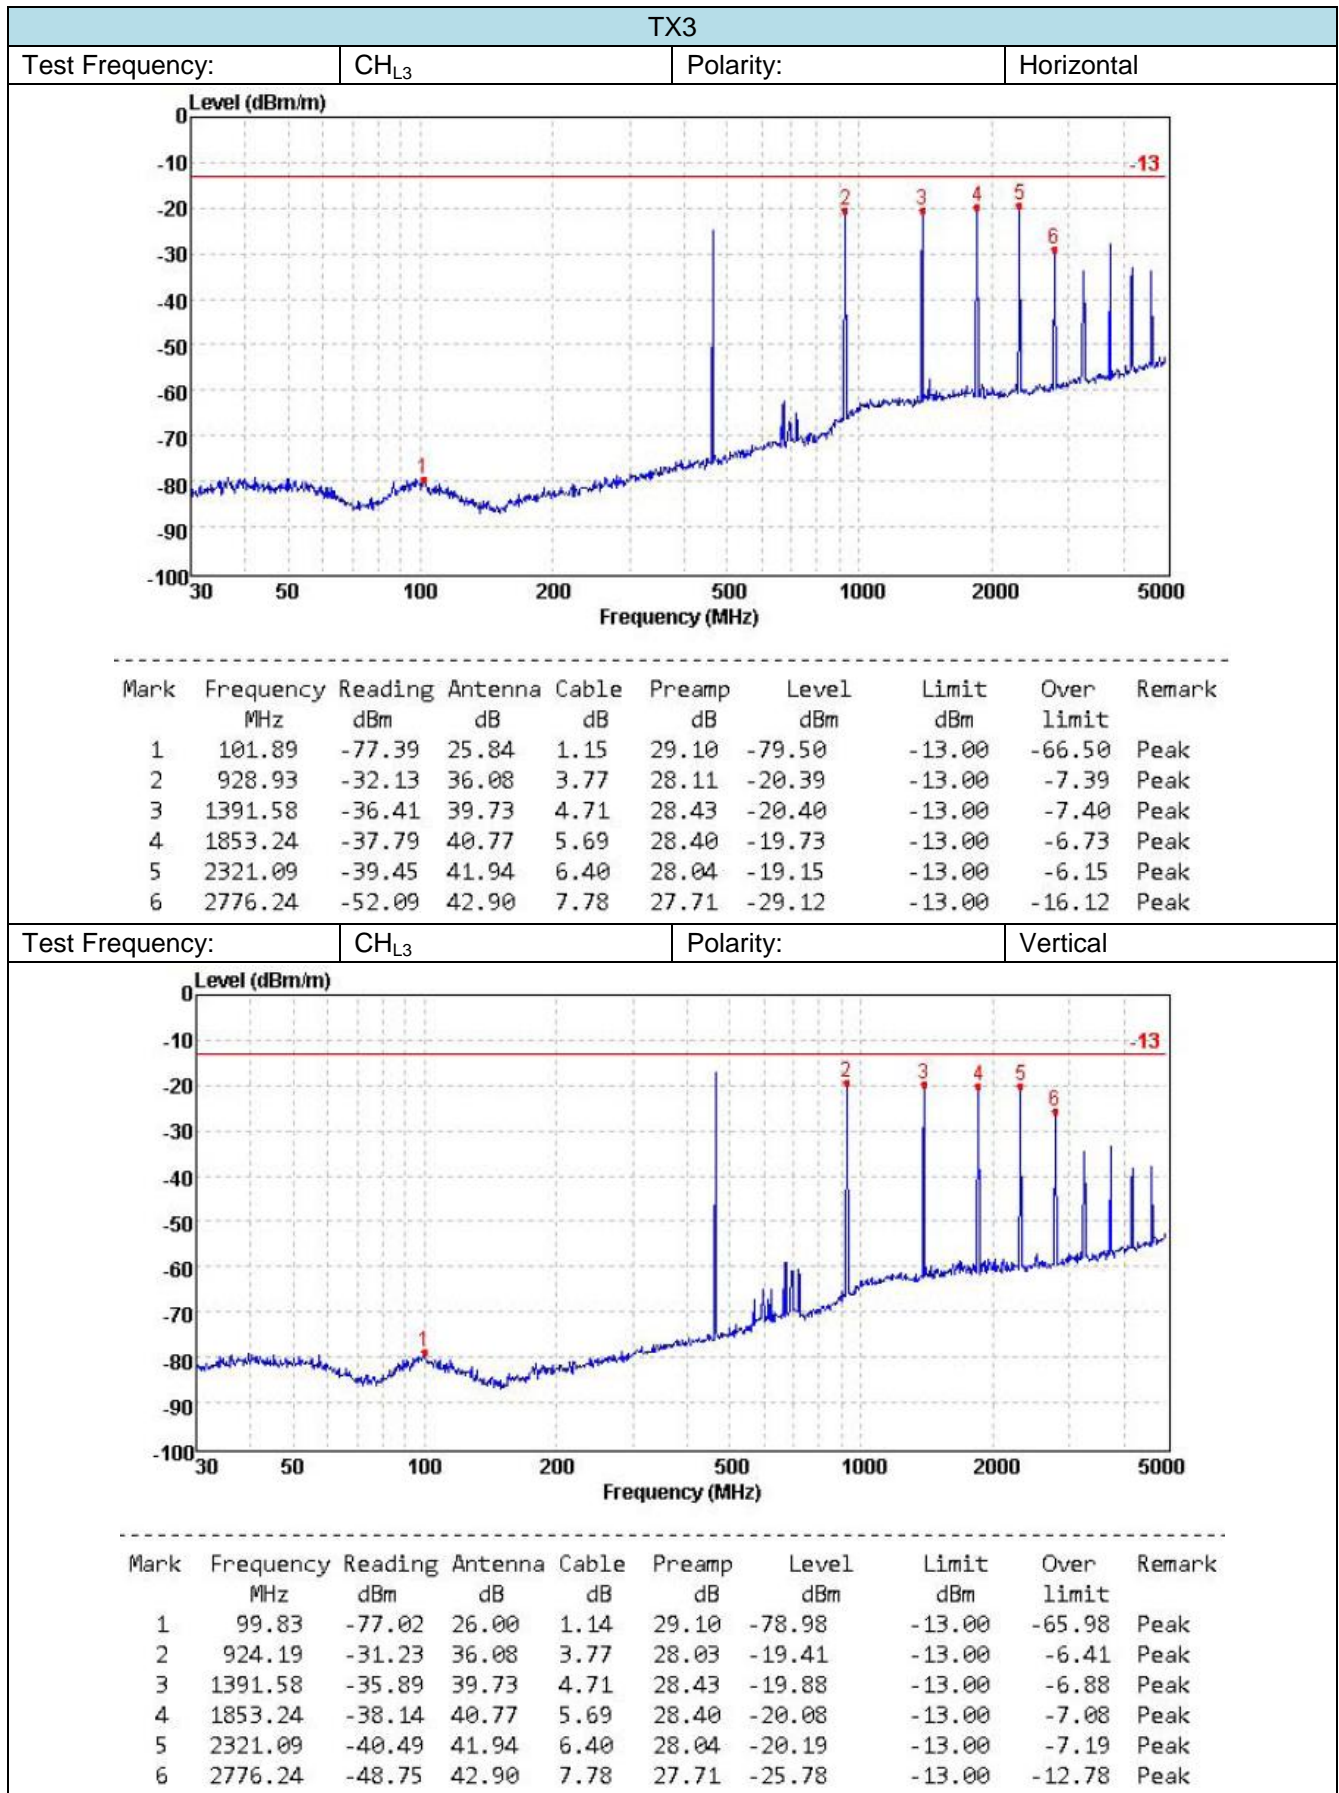 TX3
Test Frequency: CHL3 Polarity: Horizontal
Level (dBm/m)
0
-10
-13
-20
-30
-40
-50
-60
-70
-80
-90
-100
2 3 4 5
6
1
30 50 100 200 500 1000 2000 5000
Frequency (MHz)
Mark Frequency Reading Antenna Cable Preamp Level Limit Over Remark
MHz dBm dB dB dB dBm dBm limit
1 101.89 -77.39 25.84 1.15 29.10 -79.50 -13.00 -66.50 Peak
2 928.93 -32.13 36.08 3.77 28.11 -20.39 -13.00 -7.39 Peak
3 1391.58 -36.41 39.73 4.71 28.43 -20.40 -13.00 -7.40 Peak
4 1853.24 -37.79 40.77 5.69 28.40 -19.73 -13.00 -6.73 Peak
5 2321.09 -39.45 41.94 6.40 28.04 -19.15 -13.00 -6.15 Peak
6 2776.24 -52.09 42.90 7.78 27.71 -29.12 -13.00 -16.12 Peak
Test Frequency: CHL3 Polarity: Vertical
Level (dBm/m)
0
-10
-13
-20
-30
-40
-50
-60
-70
-80
-90
-100
2 3 4 5
6
1
30 50 100 200 500 1000 2000 5000
Frequency (MHz)
Mark Frequency Reading Antenna Cable Preamp Level Limit Over Remark
MHz dBm dB dB dB dBm dBm limit
1 99.83 -77.02 26.00 1.14 29.10 -78.98 -13.00 -65.98 Peak
2 924.19 -31.23 36.08 3.77 28.03 -19.41 -13.00 -6.41 Peak
3 1391.58 -35.89 39.73 4.71 28.43 -19.88 -13.00 -6.88 Peak
4 1853.24 -38.14 40.77 5.69 28.40 -20.08 -13.00 -7.08 Peak
5 2321.09 -40.49 41.94 6.40 28.04 -20.19 -13.00 -7.19 Peak
6 2776.24 -48.75 42.90 7.78 27.71 -25.78 -13.00 -12.78 Peak